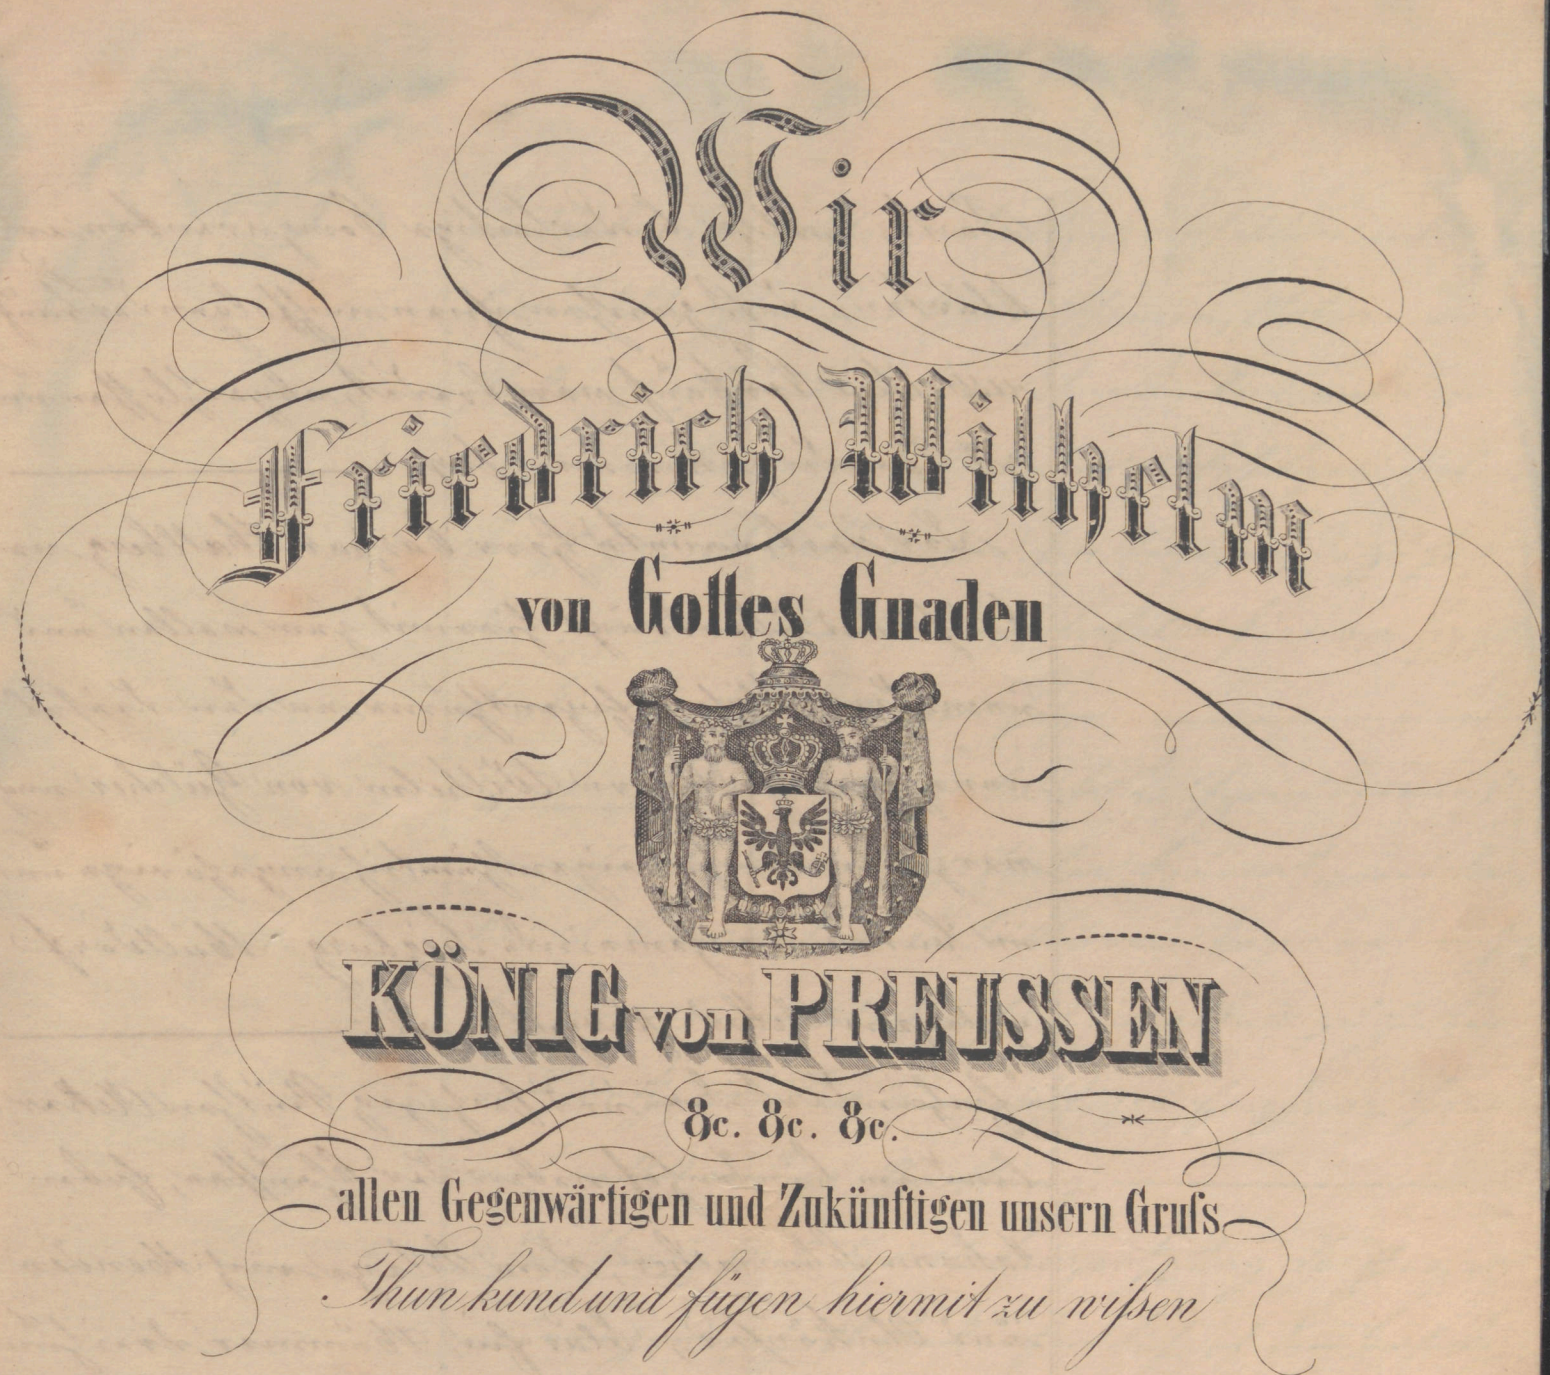 Wir
Friedrich Wilhelm
von Gottes Gnaden
KÖNIG von PREUSSEN
&c. &c. &c.
allen Gegenwärtigen und Zukünftigen unsern Gruſs
Thun kund und fügen hiermit zu wiſsen